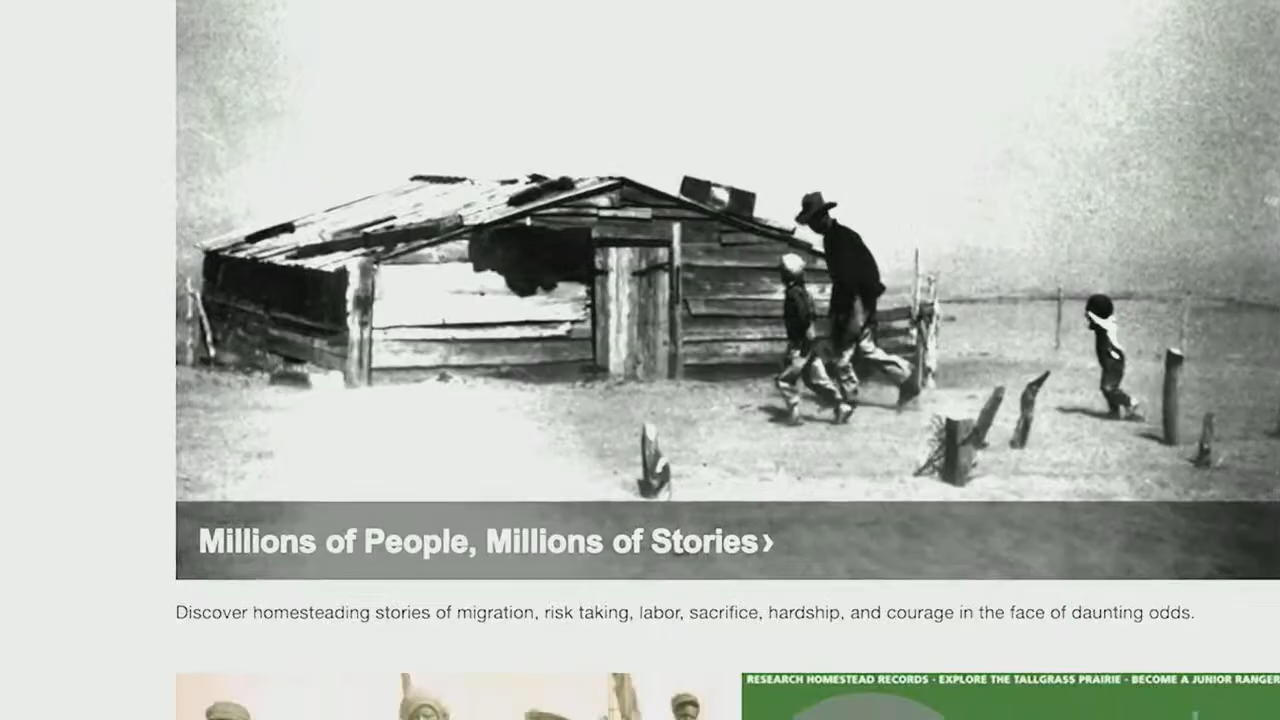 Millions of People, Millions of Stories›
Discover homesteading stories of migration, risk taking, labor, sacrifice, hardship, and courage in the face of daunting odds.
RESEARCH HOMESTEAD RECORDS · EXPLORE THE TALLGRASS PRAIRIE · BECOME A JUNIOR RANGER